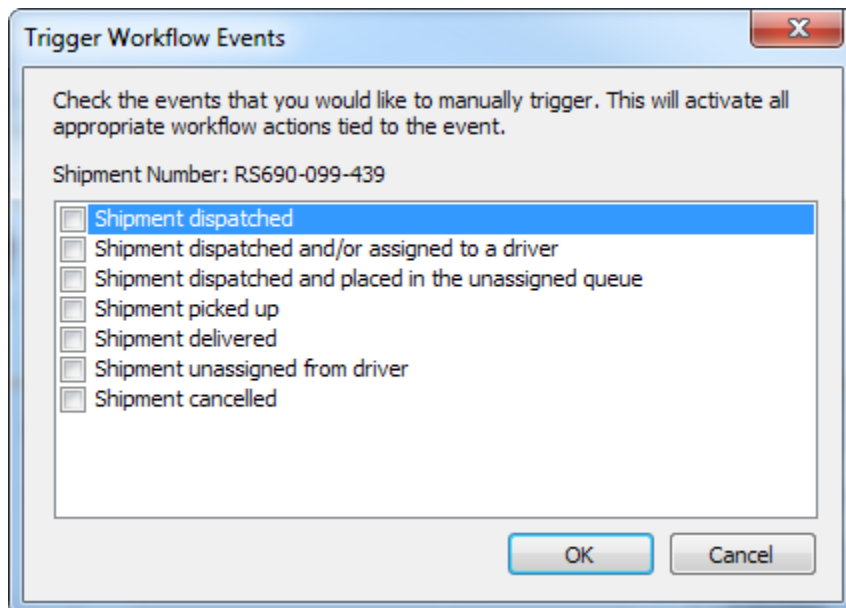 Trigger Workflow Events
Check the events that you would like to manually trigger. This will activate all
appropriate workflow actions tied to the event.
Shipment Number: RS690-099-439
Shipment dispatched
Shipment dispatched and/or assigned to a driver
Shipment dispatched and placed in the unassigned queue
Shipment picked up
Shipment delivered
Shipment unassigned from driver
Shipment cancelled
OK Cancel